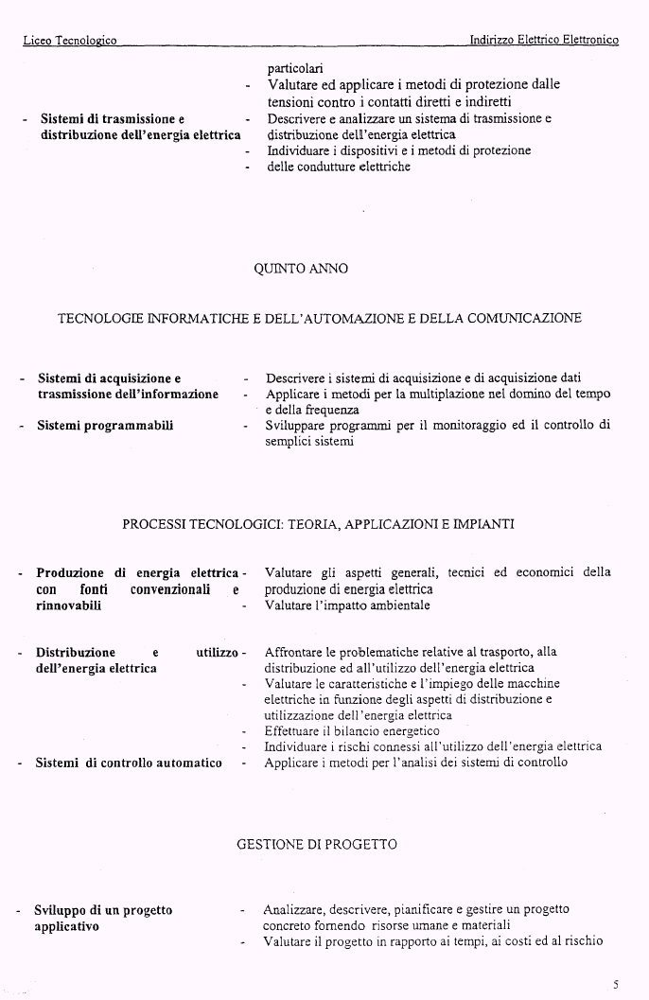 Liceo Tecnologico Indirizzo Elettrico Elettronico
particolari
- Valutare ed applicare i metodi di protezione dalle
tensioni contro i contatti diretti e indiretti
- Sistemi di trasmissione e - Descrivere e analizzare un sistema di trasmissione e
distribuzione dell'energia elettrica distribuzione dell'energia elettrica
- Individuare i dispositivi e i metodi di protezione
- delle condutture elettriche
QUINTO ANNO
TECNOLOGIE INFORMATICHE E DELL'AUTOMAZIONE E DELLA COMUNICAZIONE
- Sistemi di acquisizione e - Descrivere i sistemi di acquisizione e di acquisizione dati
trasmissione dell'informazione - Applicare i metodi per la multiplazione nel domino del tempo
e della frequenza
- Sistemi programmabili - Sviluppare programmi per il monitoraggio ed il controllo di
semplici sistemi
PROCESSI TECNOLOGICI: TEORIA, APPLICAZIONI E IMPIANTI
- Produzione di energia elettrica - Valutare gli aspetti generali, tecnici ed economici della
con fonti convenzionali e produzione di energia elettrica
rinnovabili - Valutare l'impatto ambientale
- Distribuzione e utilizzo - Affrontare le problematiche relative al trasporto, alla
dell'energia elettrica distribuzione ed all'utilizzo dell'energia elettrica
- Valutare le caratteristiche e l'impiego delle macchine
elettriche in funzione degli aspetti di distribuzione e
utilizzazione dell'energia elettrica
- Effettuare il bilancio energetico
- Individuare i rischi connessi all'utilizzo dell'energia elettrica
- Sistemi di controllo automatico - Applicare i metodi per l'analisi dei sistemi di controllo
GESTIONE DI PROGETTO
- Sviluppo di un progetto - Analizzare, descrivere, pianificare e gestire un progetto
applicativo concreto fornendo risorse umane e materiali
- Valutare il progetto in rapporto ai tempi, ai costi ed al rischio
5